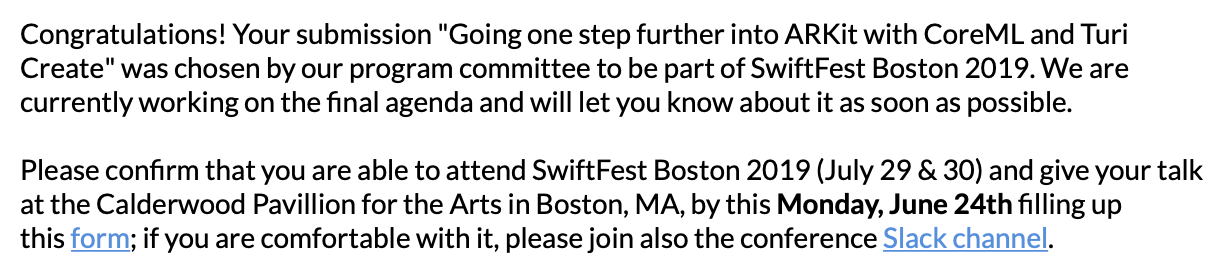 Congratulations! Your submission "Going one step further into ARKit with CoreML and Turi
Create" was chosen by our program committee to be part of SwiftFest Boston 2019. We are
currently working on the final agenda and will let you know about it as soon as possible.
Please confirm that you are able to attend SwiftFest Boston 2019 (July 29 & 30) and give your talk
at the Calderwood Pavillion for the Arts in Boston, MA, by this Monday, June 24th filling up
this form; if you are comfortable with it, please join also the conference Slack channel.